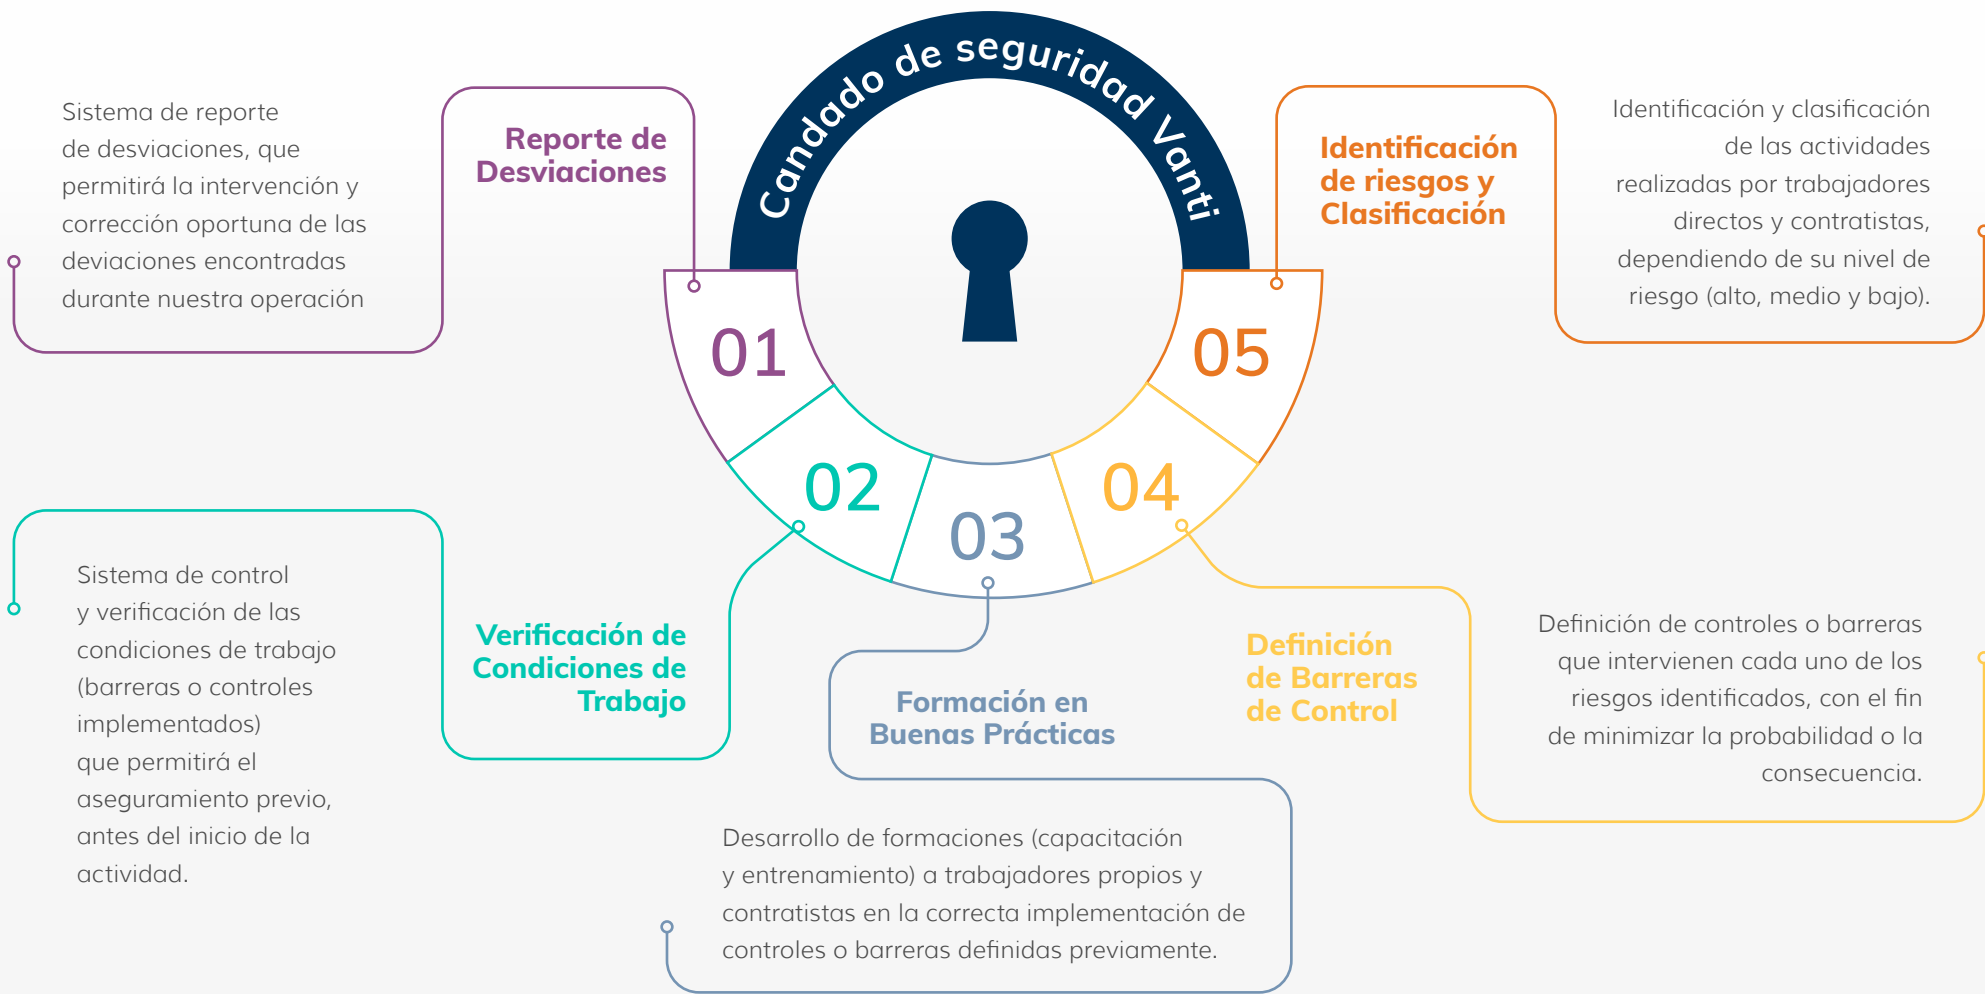 Candado de seguridad Vanti
Sistema de reporte
de desviaciones, que
permitirá la intervención y
corrección oportuna de las
deviaciones encontradas
durante nuestra operación
Reporte de
Desviaciones
01
Sistema de control
y verificación de las
condiciones de trabajo
(barreras o controles
implementados)
que permitirá el
aseguramiento previo,
antes del inicio de la
actividad.
Verificación de
Condiciones de
Trabajo
02
03
Formación en
Buenas Prácticas
Desarrollo de formaciones (capacitación
y entrenamiento) a trabajadores propios y
contratistas en la correcta implementación de
controles o barreras definidas previamente.
04
Definición
de Barreras
de Control
Definición de controles o barreras
que intervienen cada uno de los
riesgos identificados, con el fin
de minimizar la probabilidad o la
consecuencia.
05
Identificación
de riesgos y
Clasificación
Identificación y clasificación
de las actividades
realizadas por trabajadores
directos y contratistas,
dependiendo de su nivel de
riesgo (alto, medio y bajo).